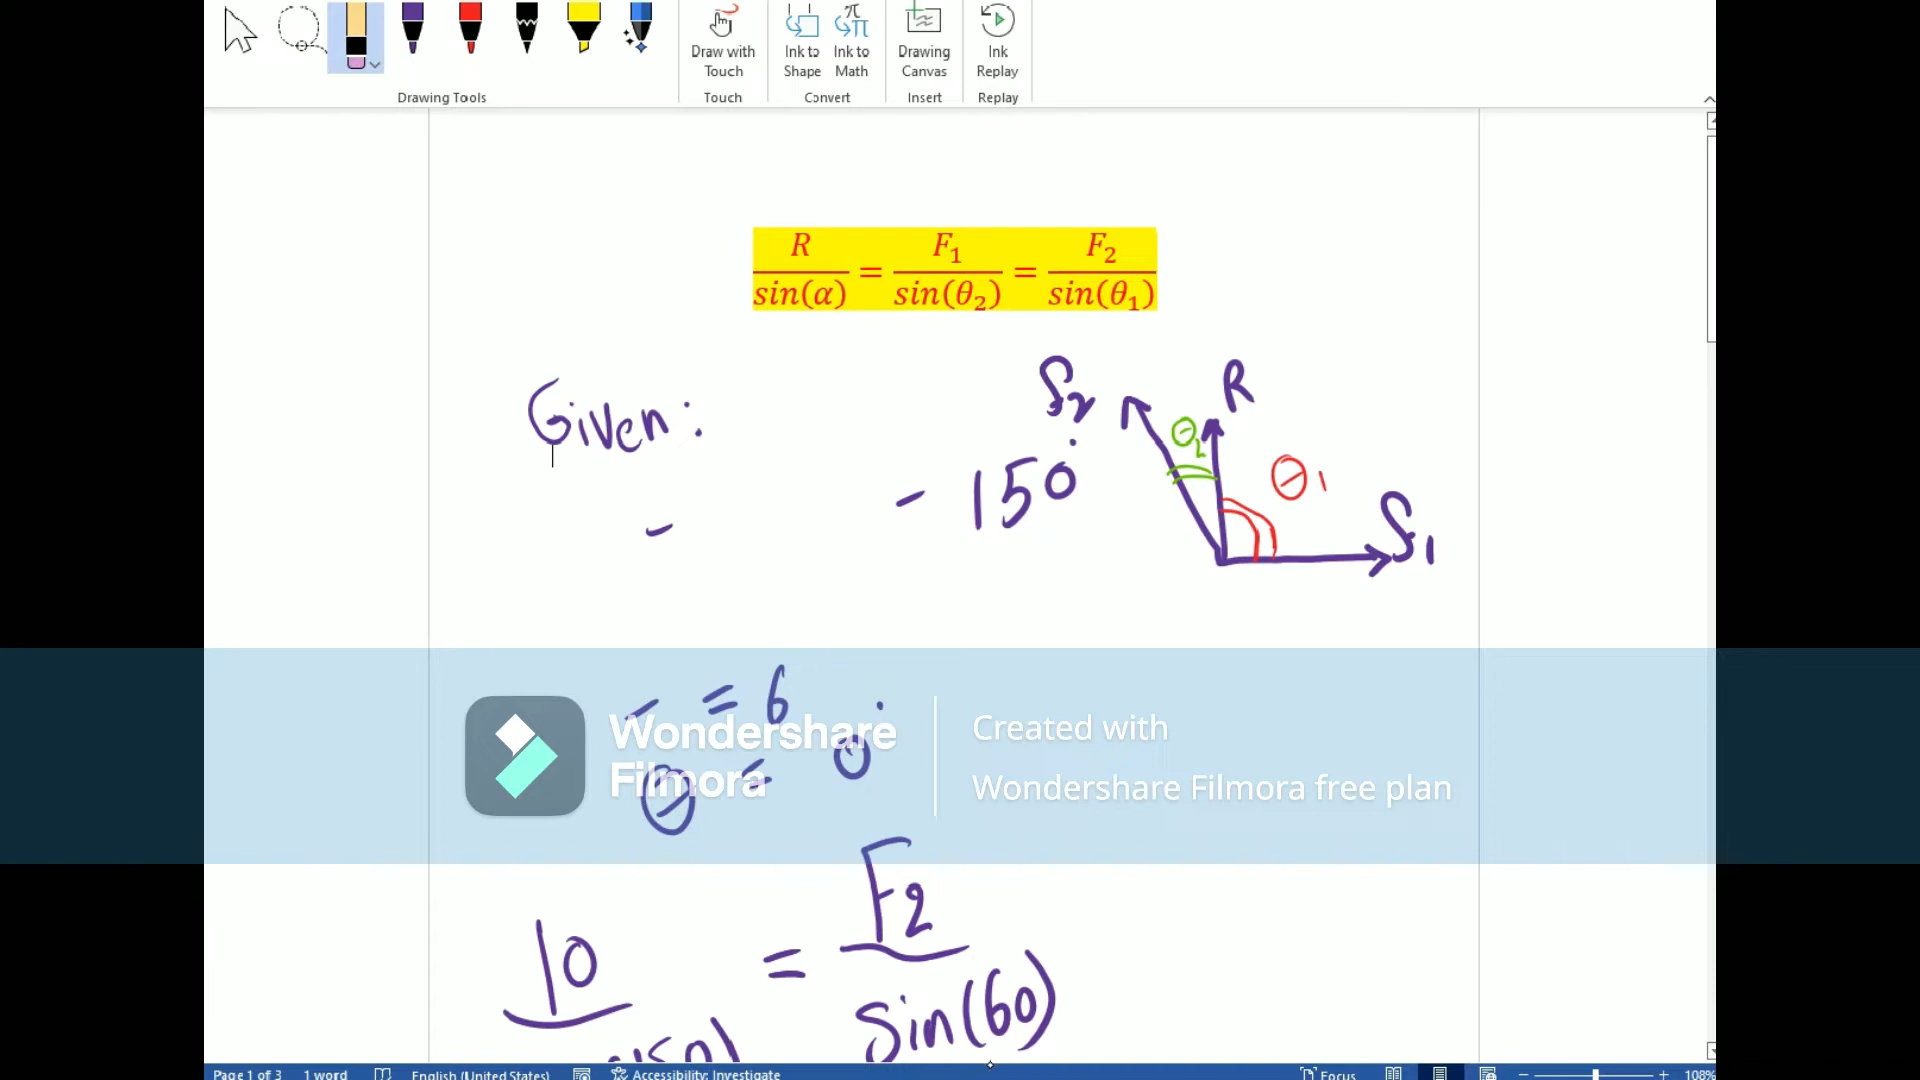 Draw with Touch
Ink to Shape
Ink to Math
Drawing Canvas
Ink Replay
Drawing Tools
Touch
Convert
Insert
Replay
R/sin(α) = F₁/sin(θ₂) = F₂/sin(θ₁)
Given:
f₂
R
θ₂
θ₁
- 150°
-
f₁
- = 6
θ = 0°
Wondershare Filmora
Created with
Wondershare Filmora free plan
10
= F₂/sin(60)
Page 1 of 3 1 word English (United States) Accessibility: Investigate Focus 108%